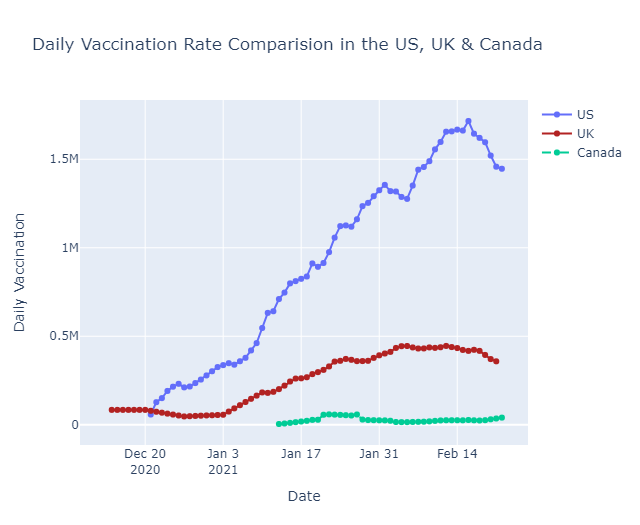 Daily Vaccination Rate Comparision in the US, UK & Canada
US
UK
Canada
Daily Vaccination
1.5M
1M
0.5M
0
Dec 20
2020
Jan 3
2021
Jan 17
Jan 31
Feb 14
Date